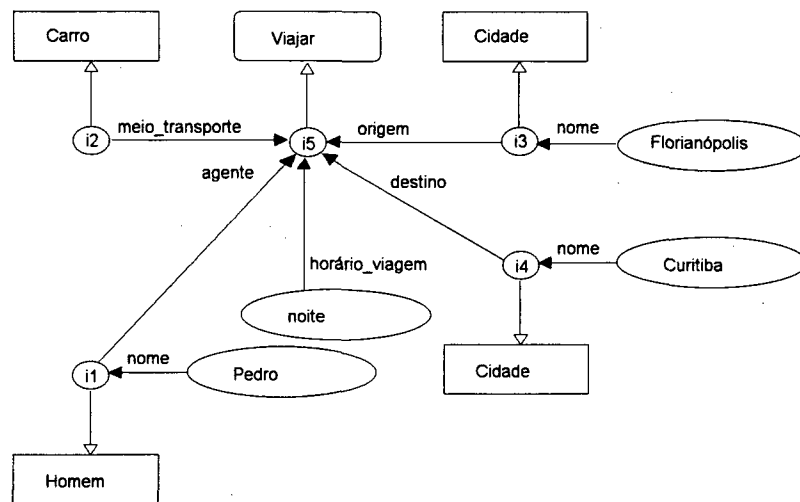 Carro
Viajar
Cidade
i2
meio_transporte
i5
origem
i3
nome
Florianópolis
agente
destino
i4
nome
Curitiba
horário_viagem
noite
i1
nome
Pedro
Cidade
Homem